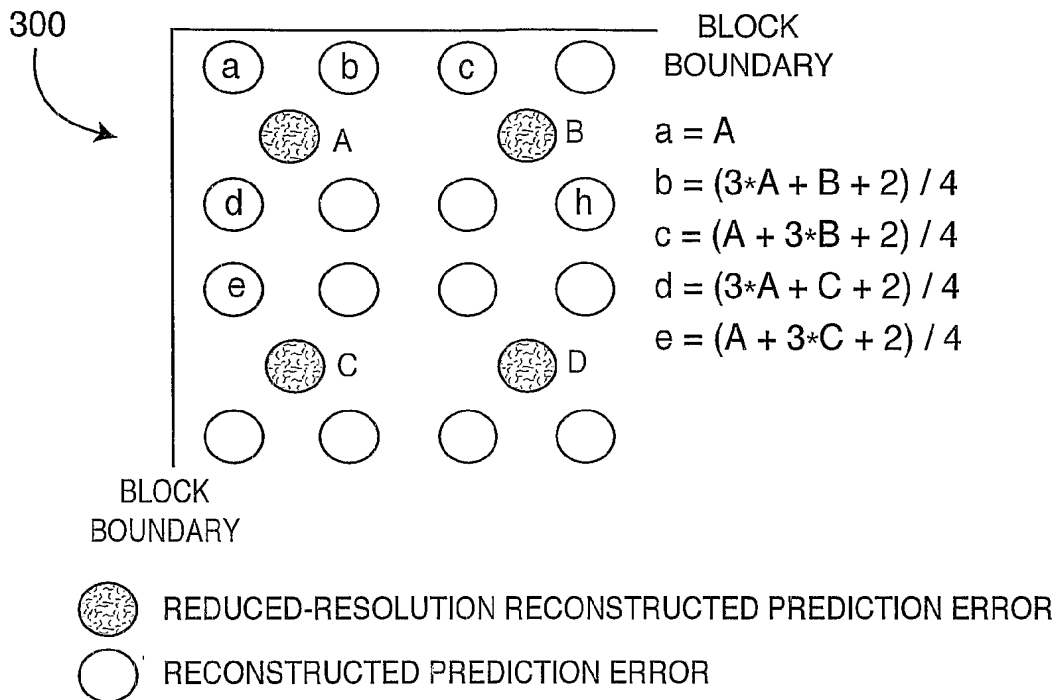 300
BLOCK
BOUNDARY
a b c
A B
d h
e
C D
a = A
b = (3*A + B + 2) / 4
c = (A + 3*B + 2) / 4
d = (3*A + C + 2) / 4
e = (A + 3*C + 2) / 4
BLOCK
BOUNDARY
REDUCED-RESOLUTION RECONSTRUCTED PREDICTION ERROR
RECONSTRUCTED PREDICTION ERROR